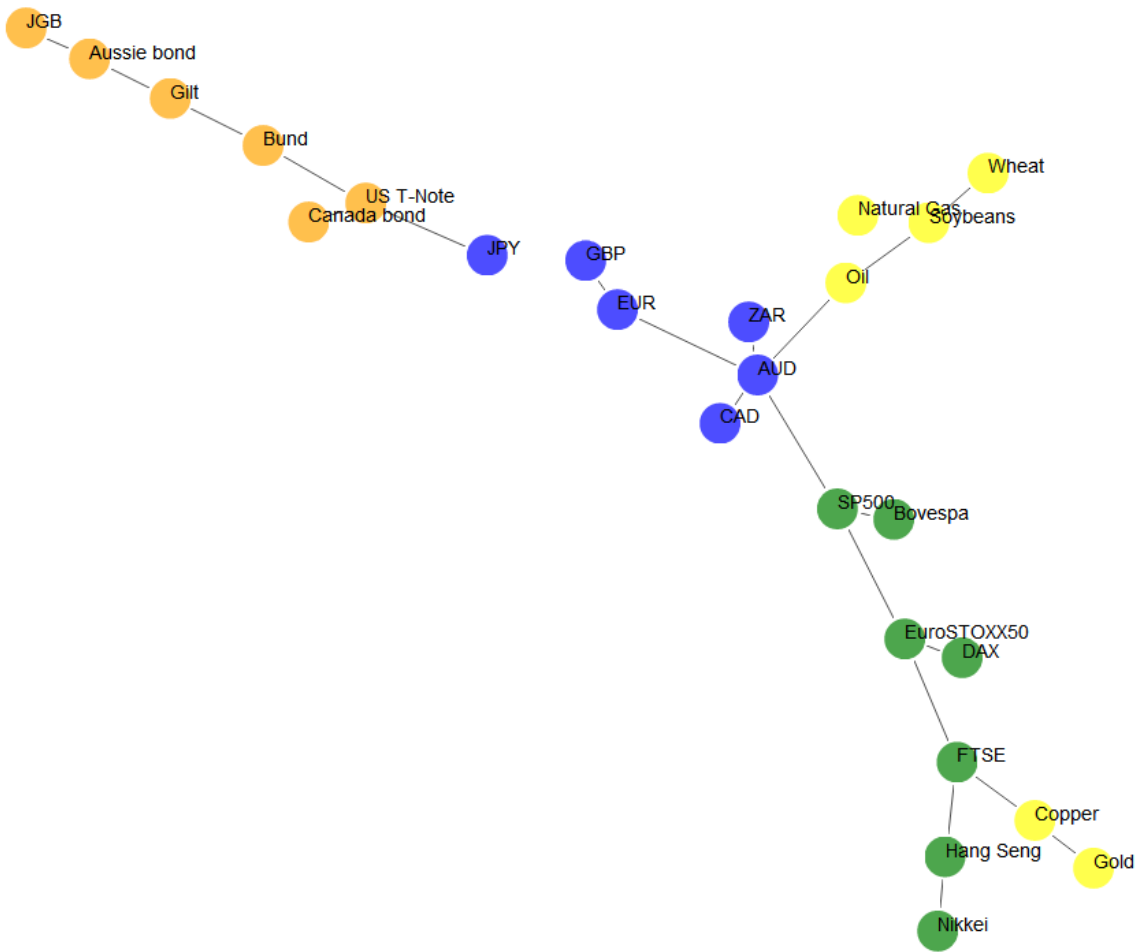 JGB
Aussie bond
Gilt
Bund
Wheat
US T-Note
Natural Gas
Canada bond
Soybeans
JPY
GBP
Oil
EUR
ZAR
AUD
CAD
SP500
Bovespa
EuroSTOXX50
DAX
FTSE
Copper
Hang Seng
Gold
Nikkei